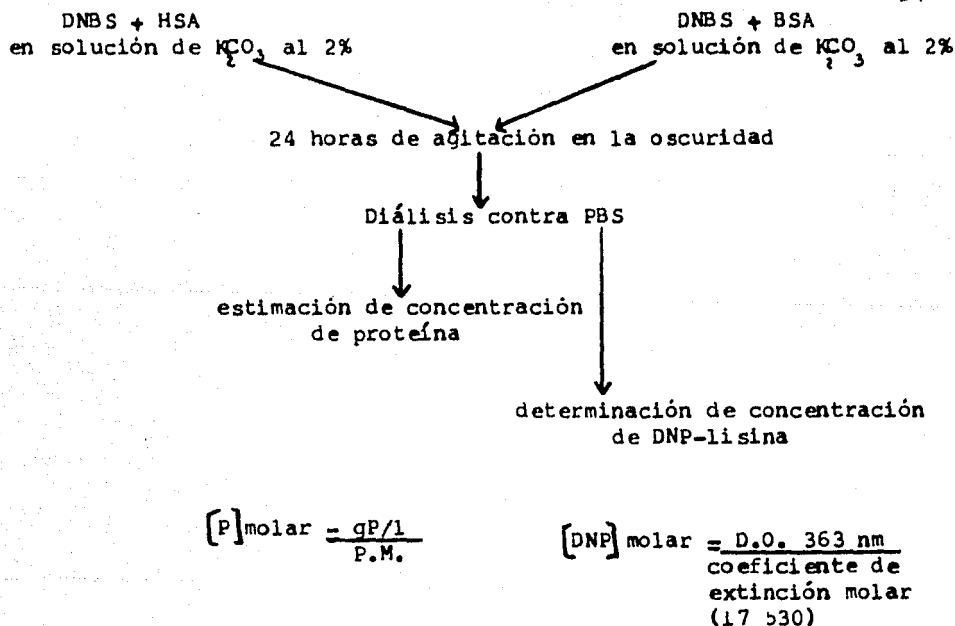 DNBS + HSA
en solución de K2CO3 al 2%
DNBS + BSA
en solución de K2CO3 al 2%
24 horas de agitación en la oscuridad
Diálisis contra PBS
estimación de concentración
de proteína
determinación de concentración
de DNP-lisina
[P]molar = gP/l
P.M.
[DNP] molar = D.O. 363 nm
coeficiente de
extinción molar
(17 530)